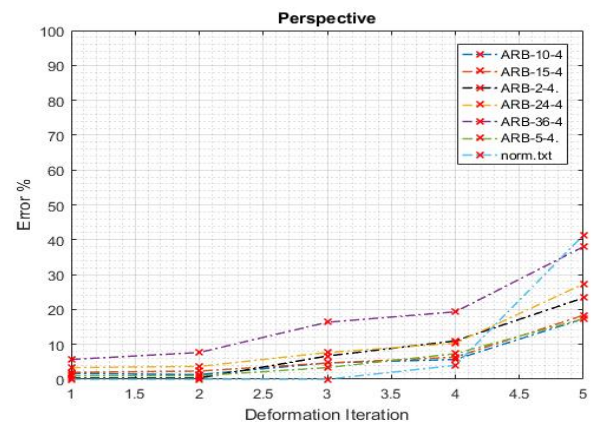 Perspective
100
90
80
70
60
50
40
30
20
10
0
Error %
ARB-10-4
ARB-15-4
ARB-2-4.
ARB-24-4
ARB-36-4
ARB-5-4.
norm.txt
1 1.5 2 2.5 3 3.5 4 4.5 5
Deformation Iteration